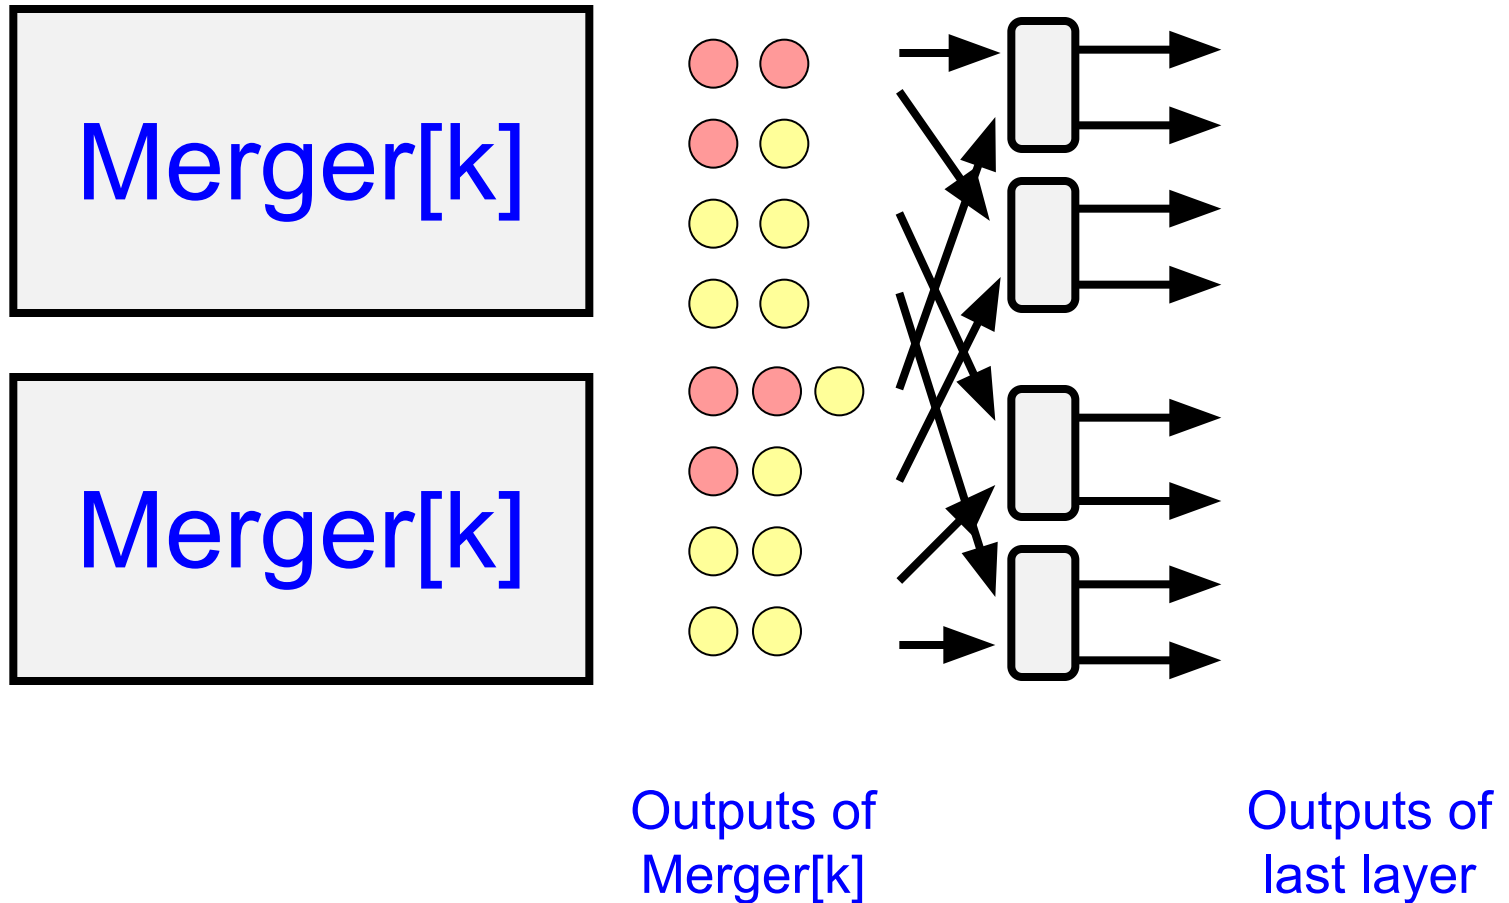 Merger[k]
Merger[k]
Outputs of
Merger[k]
Outputs of
last layer